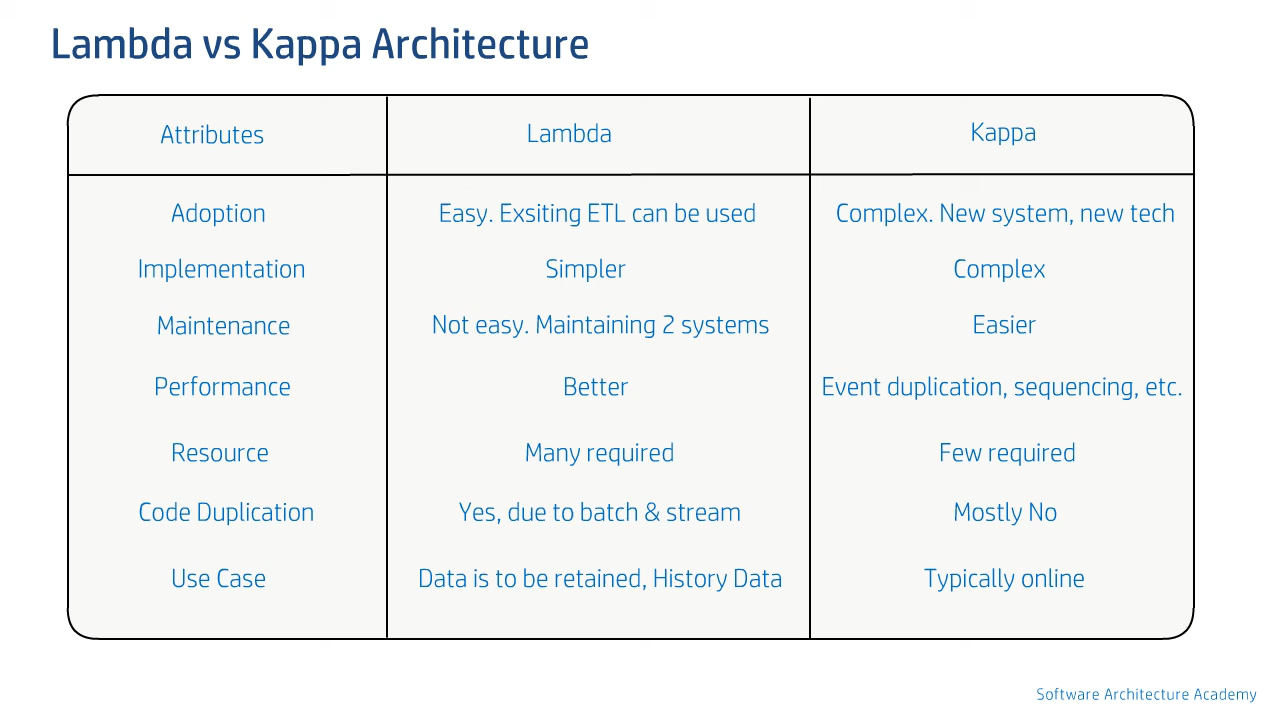 Lambda vs Kappa Architecture
Attributes Lambda Kappa
Adoption Easy. Exsiting ETL can be used Complex. New system, new tech
Implementation Simpler Complex
Maintenance Not easy. Maintaining 2 systems Easier
Performance Better Event duplication, sequencing, etc.
Resource Many required Few required
Code Duplication Yes, due to batch & stream Mostly No
Use Case Data is to be retained, History Data Typically online
Software Architecture Academy